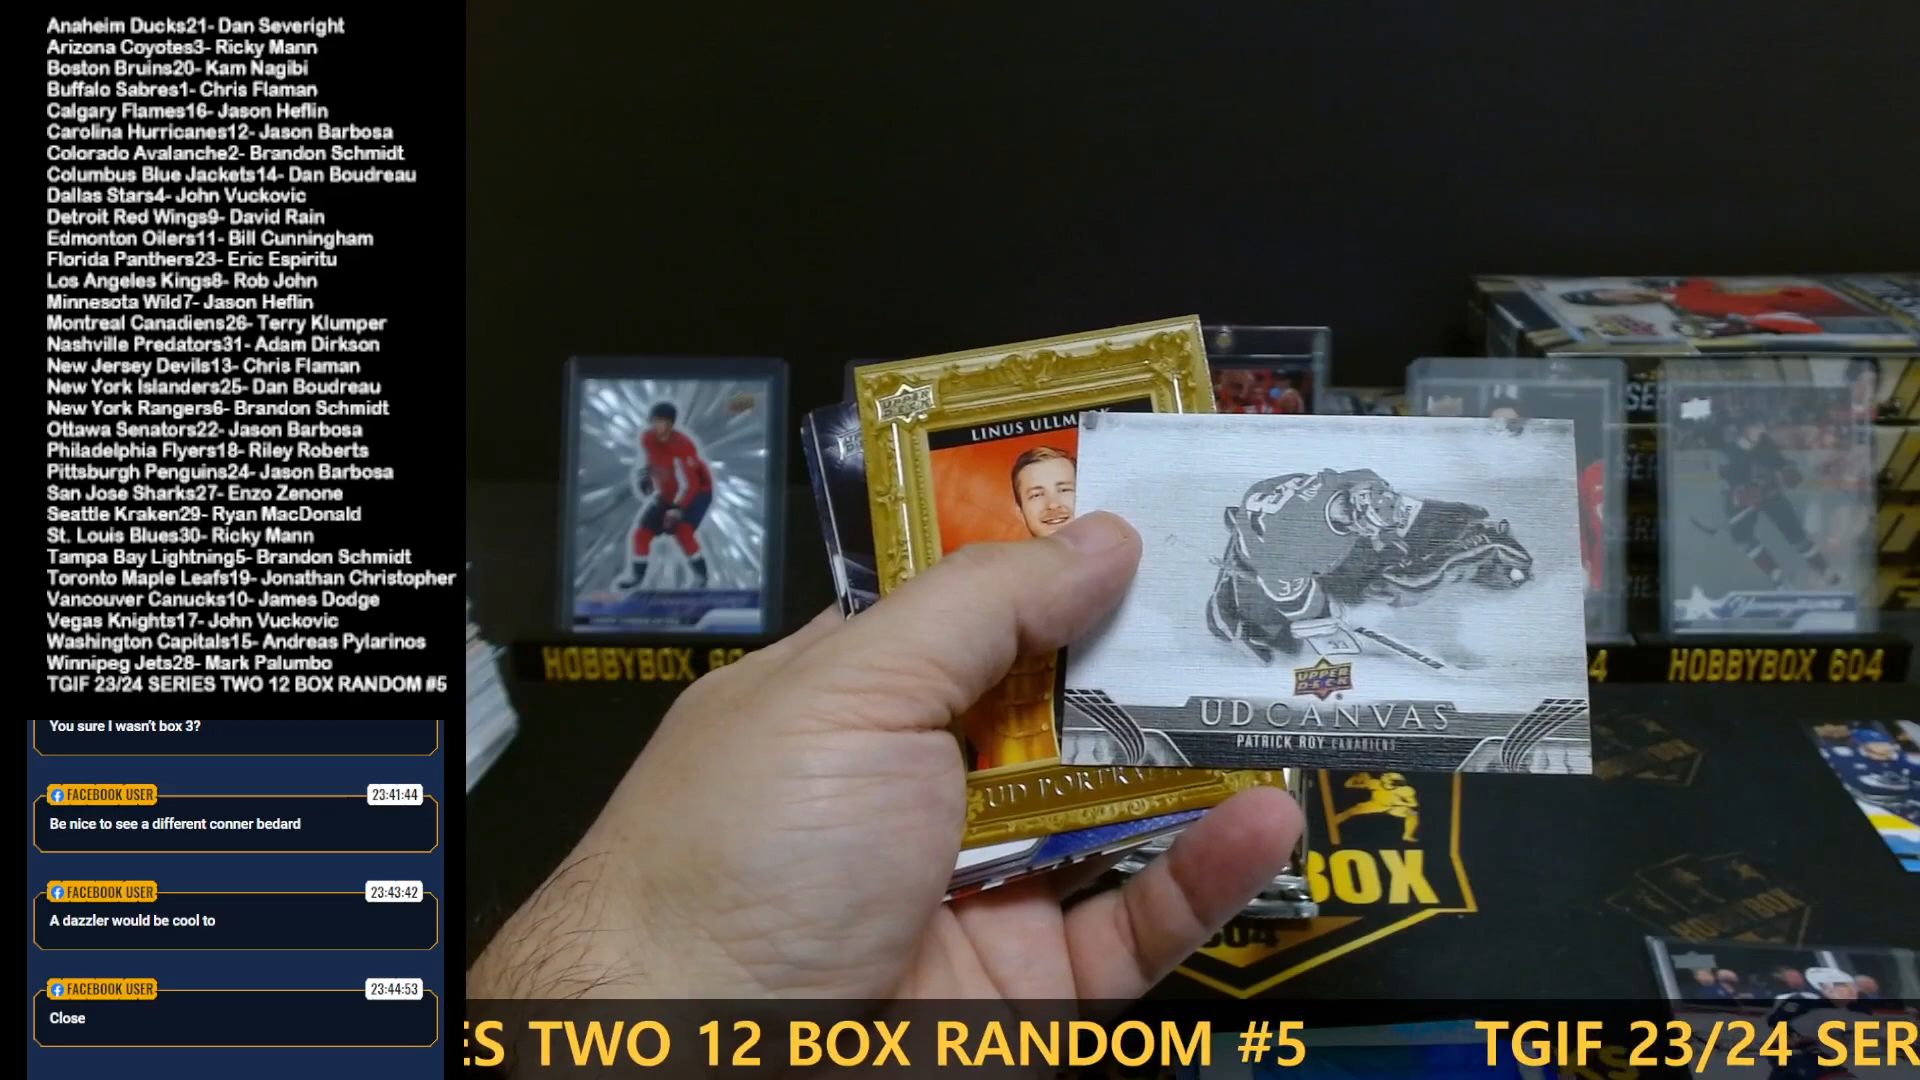 Anaheim Ducks21- Dan Severight
Arizona Coyotes3- Ricky Mann
Boston Bruins20- Kam Nagibi
Buffalo Sabres1- Chris Flaman
Calgary Flames16- Jason Heflin
Carolina Hurricanes12- Jason Barbosa
Colorado Avalanche2- Brandon Schmidt
Columbus Blue Jackets14- Dan Boudreau
Dallas Stars4- John Vuckovic
Detroit Red Wings9- David Rain
Edmonton Oilers11- Bill Cunningham
Florida Panthers23- Eric Espiritu
Los Angeles Kings8- Rob John
Minnesota Wild7- Jason Heflin
Montreal Canadiens26- Terry Klumper
Nashville Predators31- Adam Dirkson
New Jersey Devils13- Chris Flaman
New York Islanders25- Dan Boudreau
New York Rangers6- Brandon Schmidt
Ottawa Senators22- Jason Barbosa
Philadelphia Flyers18- Riley Roberts
Pittsburgh Penguins24- Jason Barbosa
San Jose Sharks27- Enzo Zenone
Seattle Kraken29- Ryan MacDonald
St. Louis Blues30- Ricky Mann
Tampa Bay Lightning5- Brandon Schmidt
Toronto Maple Leafs19- Jonathan Christopher
Vancouver Canucks10- James Dodge
Vegas Knights17- John Vuckovic
Washington Capitals15- Andreas Pylarinos
Winnipeg Jets28- Mark Palumbo
TGIF 23/24 SERIES TWO 12 BOX RANDOM #5
You sure I wasn't box 3?
FACEBOOK USER 23:41:44
Be nice to see a different conner bedard
FACEBOOK USER 23:43:42
A dazzler would be cool to
FACEBOOK USER 23:44:53
Close
UPPER DECK
LINUS ULLM
UD PORTRA
UPPER DECK
UD CANVAS
PATRICK ROY CANADIENS
HOBBYBOX 60
4
HOBBYBOX 604
BOX
604
HOBBYBOX
ES TWO 12 BOX RANDOM #5 TGIF 23/24 SER